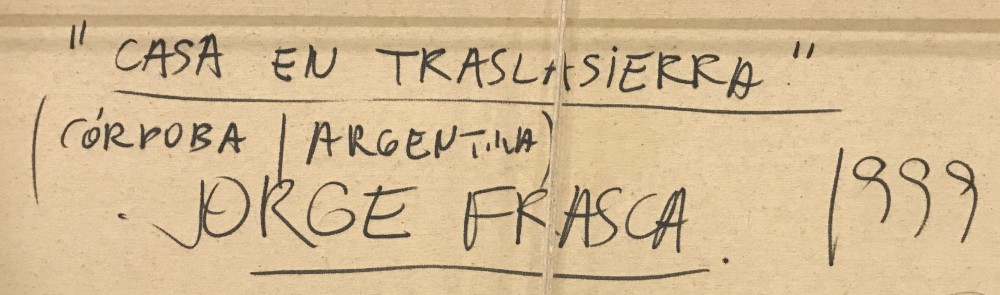 "CASA EN TRASLASIERRA"
(CÓRDOBA | ARGENTINA)
JORGE FRASCA. 1999